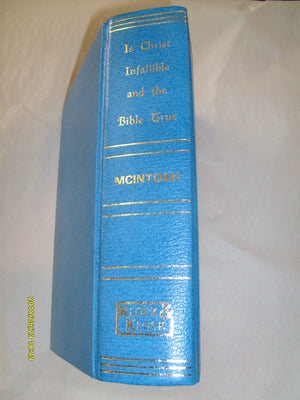 Is Christ
Infallible
and the
Bible True
MCINTOSH
KLOCK &
KLOCK